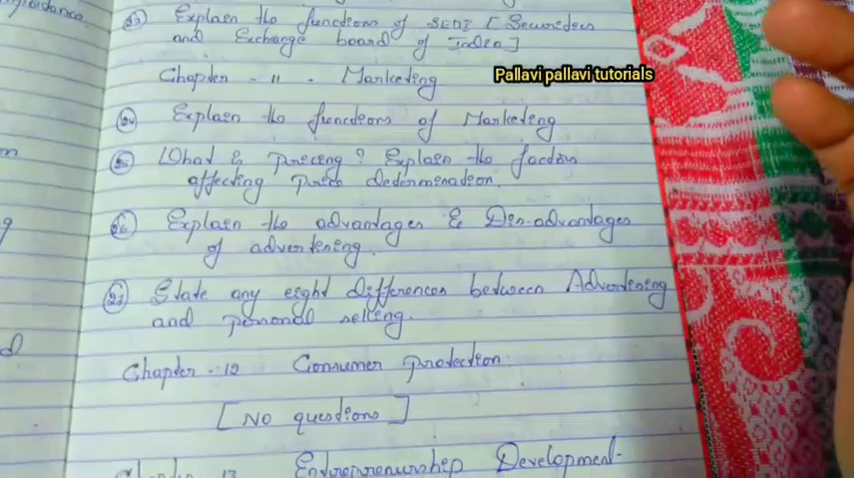 23 Explain the functions of SEBI [ Securities
and Exchange board of India ]
Chapter - 11 - Marketing
Pallavi pallavi tutorials
24 Explain the functions of Marketing
25 What is pricing? Explain the factors
affecting price determination.
26 Explain the advantages & Dis-advantages
of advertising.
27 State any eight differences between Advertising
and personal selling.
Chapter - 12 Consumer protection
[ No questions ]
Chapter 13 Entrepreneurship Development-